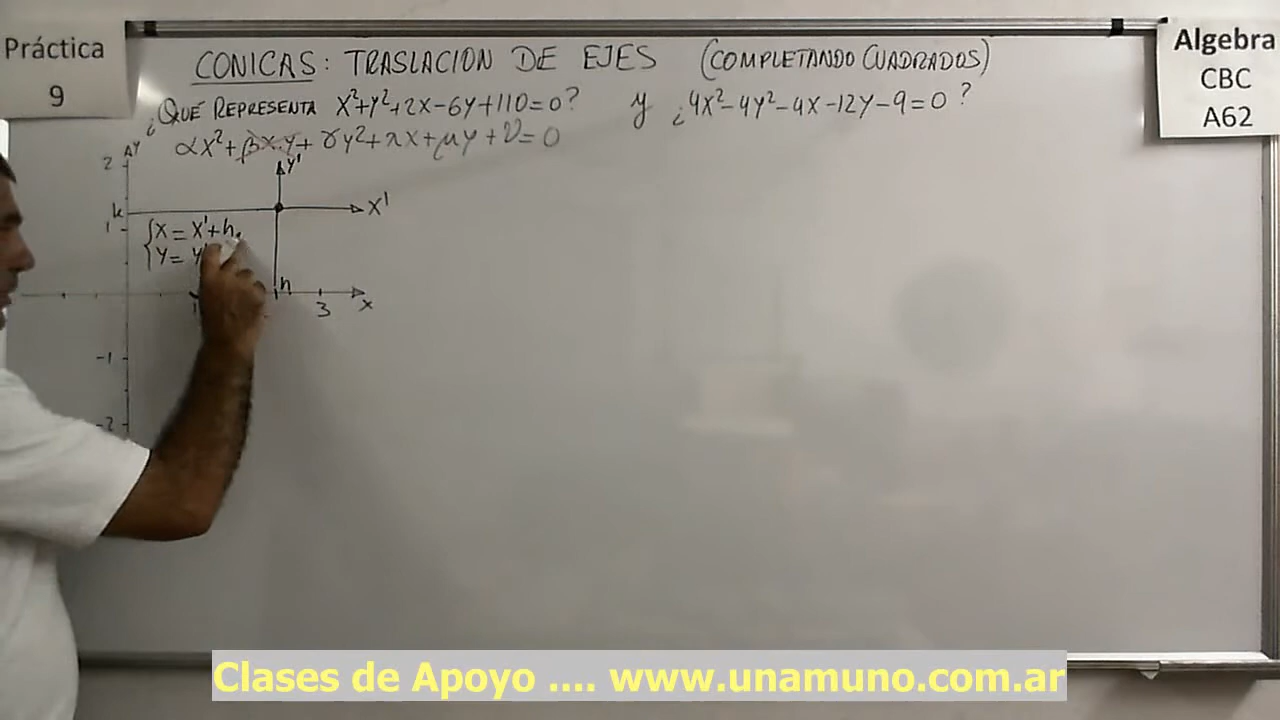 Práctica
9
Algebra
CBC
A62
CONICAS: TRASLACION DE EJES (COMPLETANDO CUADRADOS)
¿QUÉ REPRESENTA X²+Y²+2X-6Y+110=0? y ¿4X²-4Y²-4X-12Y-9=0?
αX²+βX.Y+γY²+λX+μY+ν=0
2 Y Y'
k X'
1 {X=X'+h
{Y=Y
h
1 3 X
-1
-2
Clases de Apoyo .... www.unamuno.com.ar